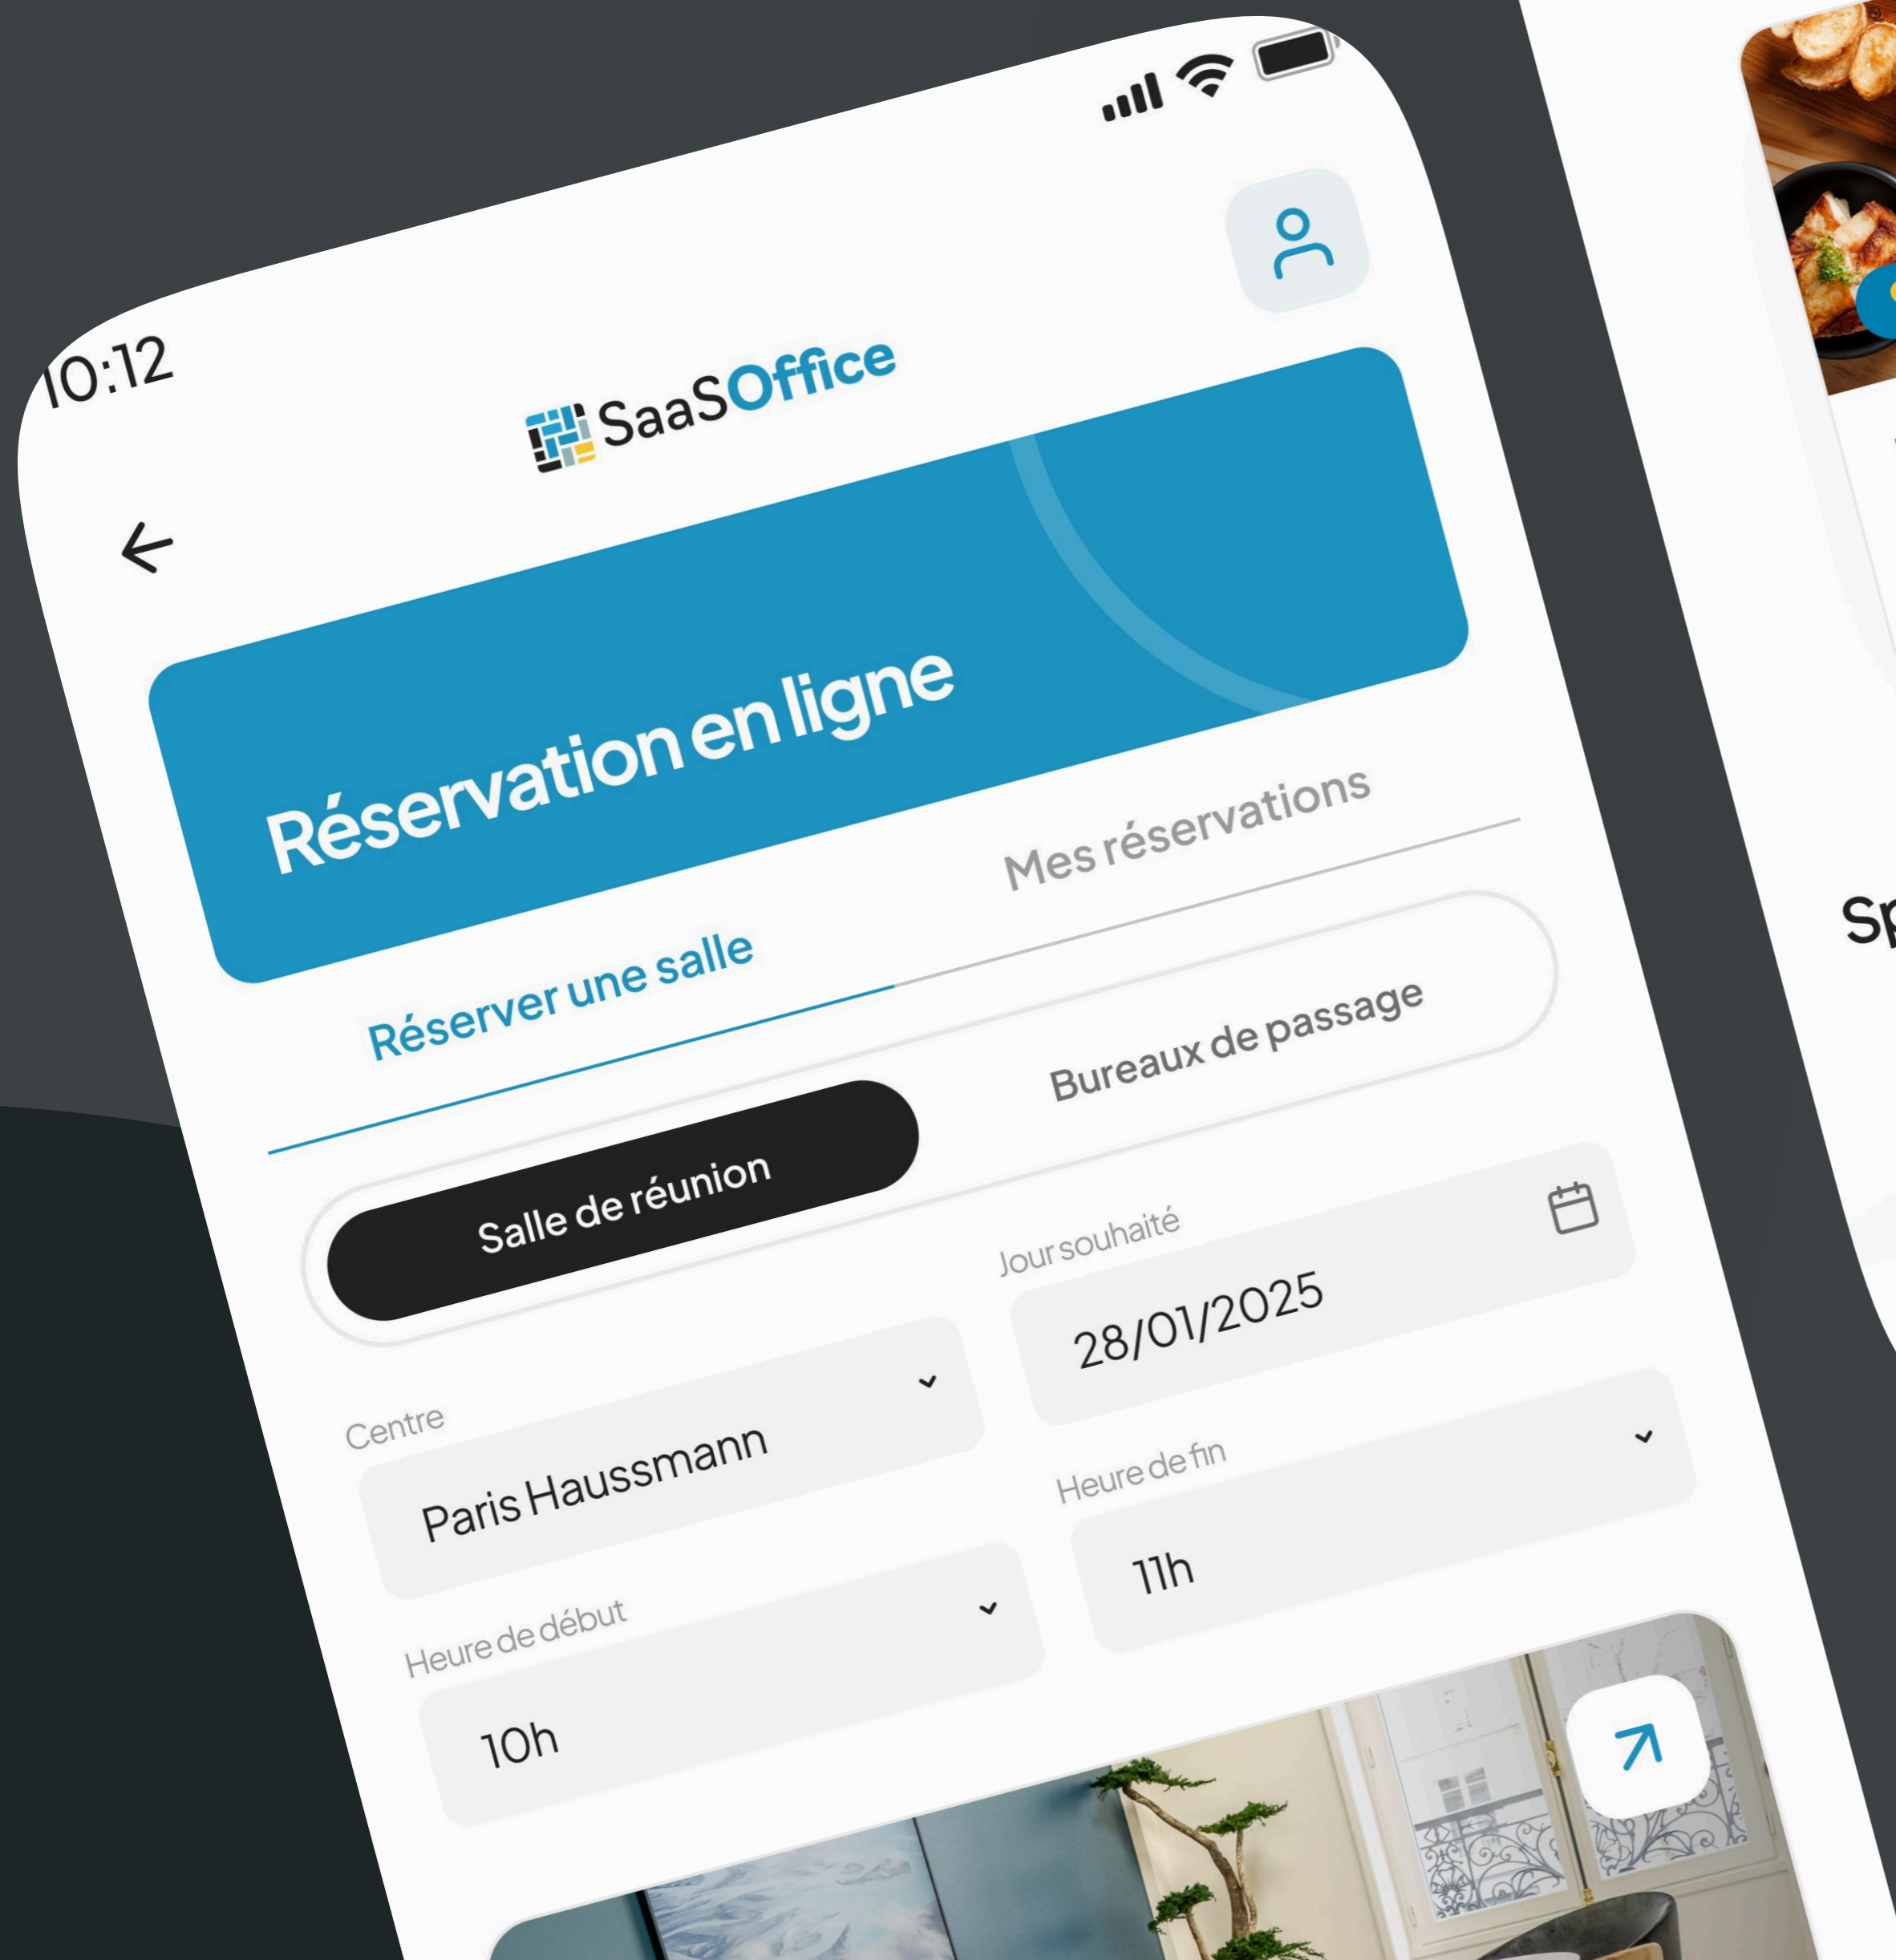 10:12
SaaSOffice
Réservation en ligne
Réserver une salle
Mes réservations
Salle de réunion
Bureaux de passage
Centre
Paris Haussmann
Jour souhaité
28/01/2025
Heure de début
10h
Heure de fin
11h
Sp